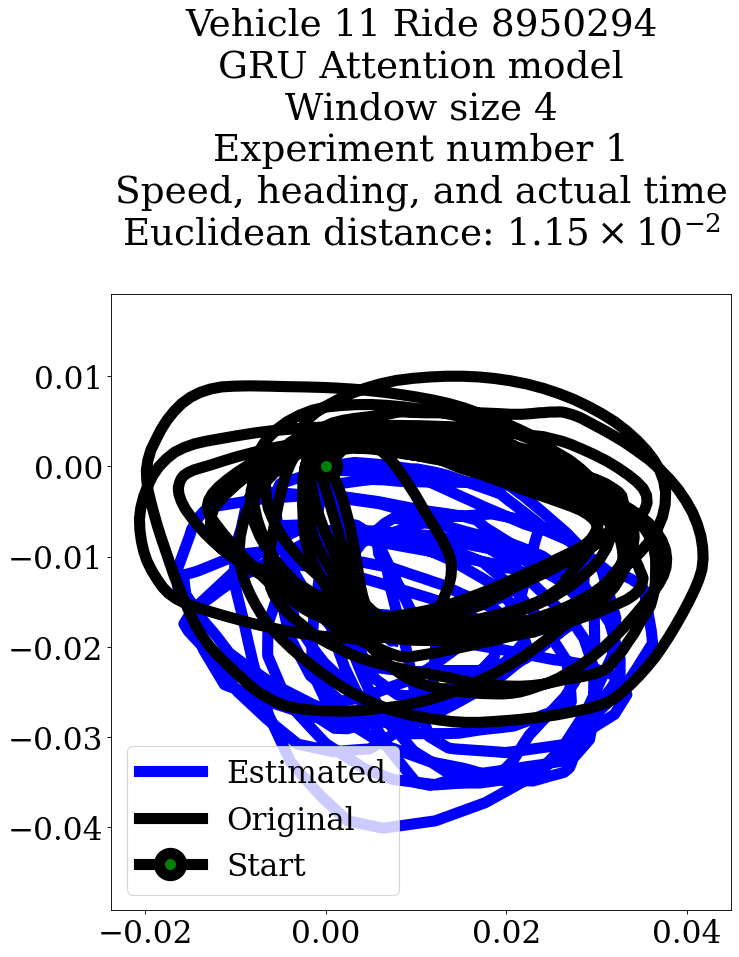 Vehicle 11 Ride 8950294
GRU Attention model
Window size 4
Experiment number 1
Speed, heading, and actual time
Euclidean distance: 1.15 × 10⁻²
0.01
0.00
−0.01
−0.02
−0.03
−0.04
Estimated
Original
Start
−0.02 0.00 0.02 0.04